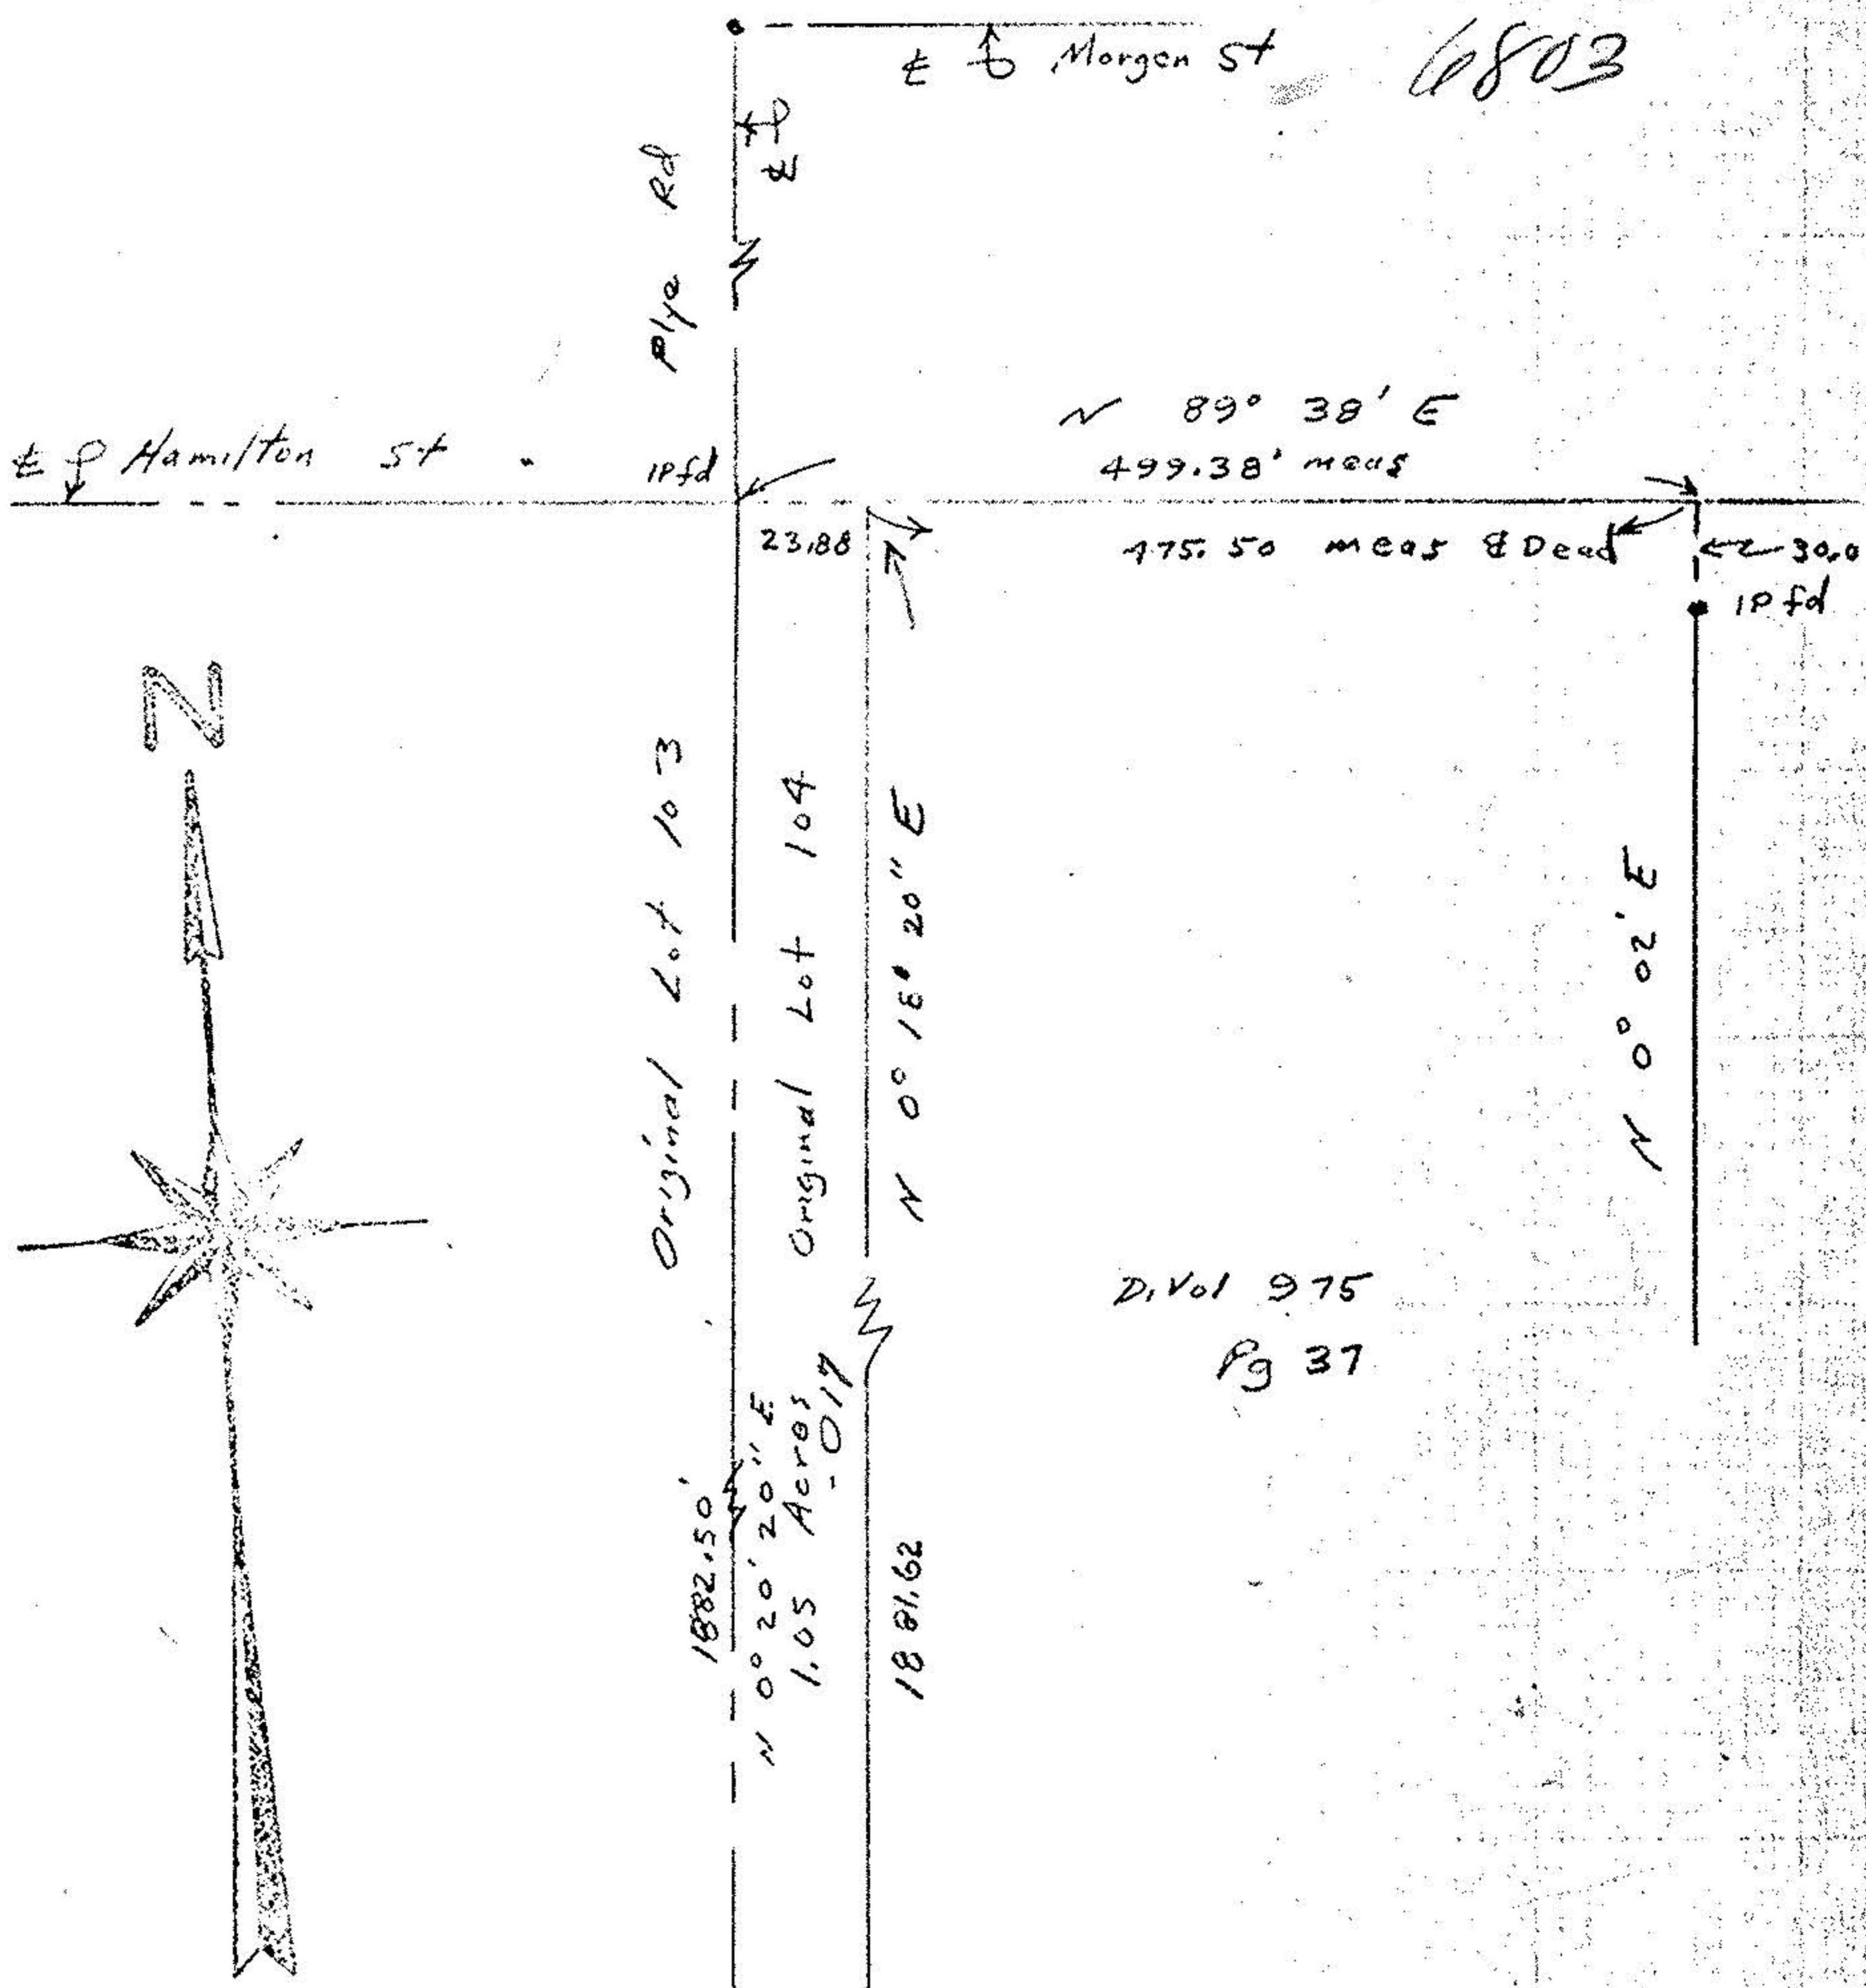 ℄ Morgan St
6803
℄
Plye Rd
N 89° 38' E
499.38' meas
℄ Hamilton St
IP fd
23.88
475.50 meas & Deed
30.0
IP fd
N
Original Lot 103
Original Lot 104
N 0° 18' 20" E
N 0° 02' E
D. Vol 975
Pg 37
1882.50'
N 0° 20' 20" E
1.05 Acres
-017
1881.62